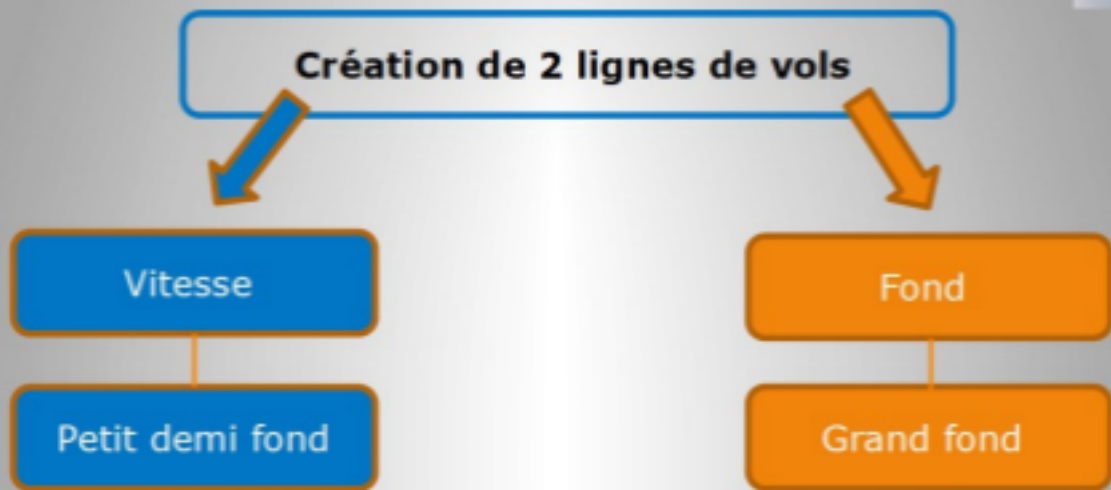 Création de 2 lignes de vols
Vitesse
Fond
Petit demi fond
Grand fond